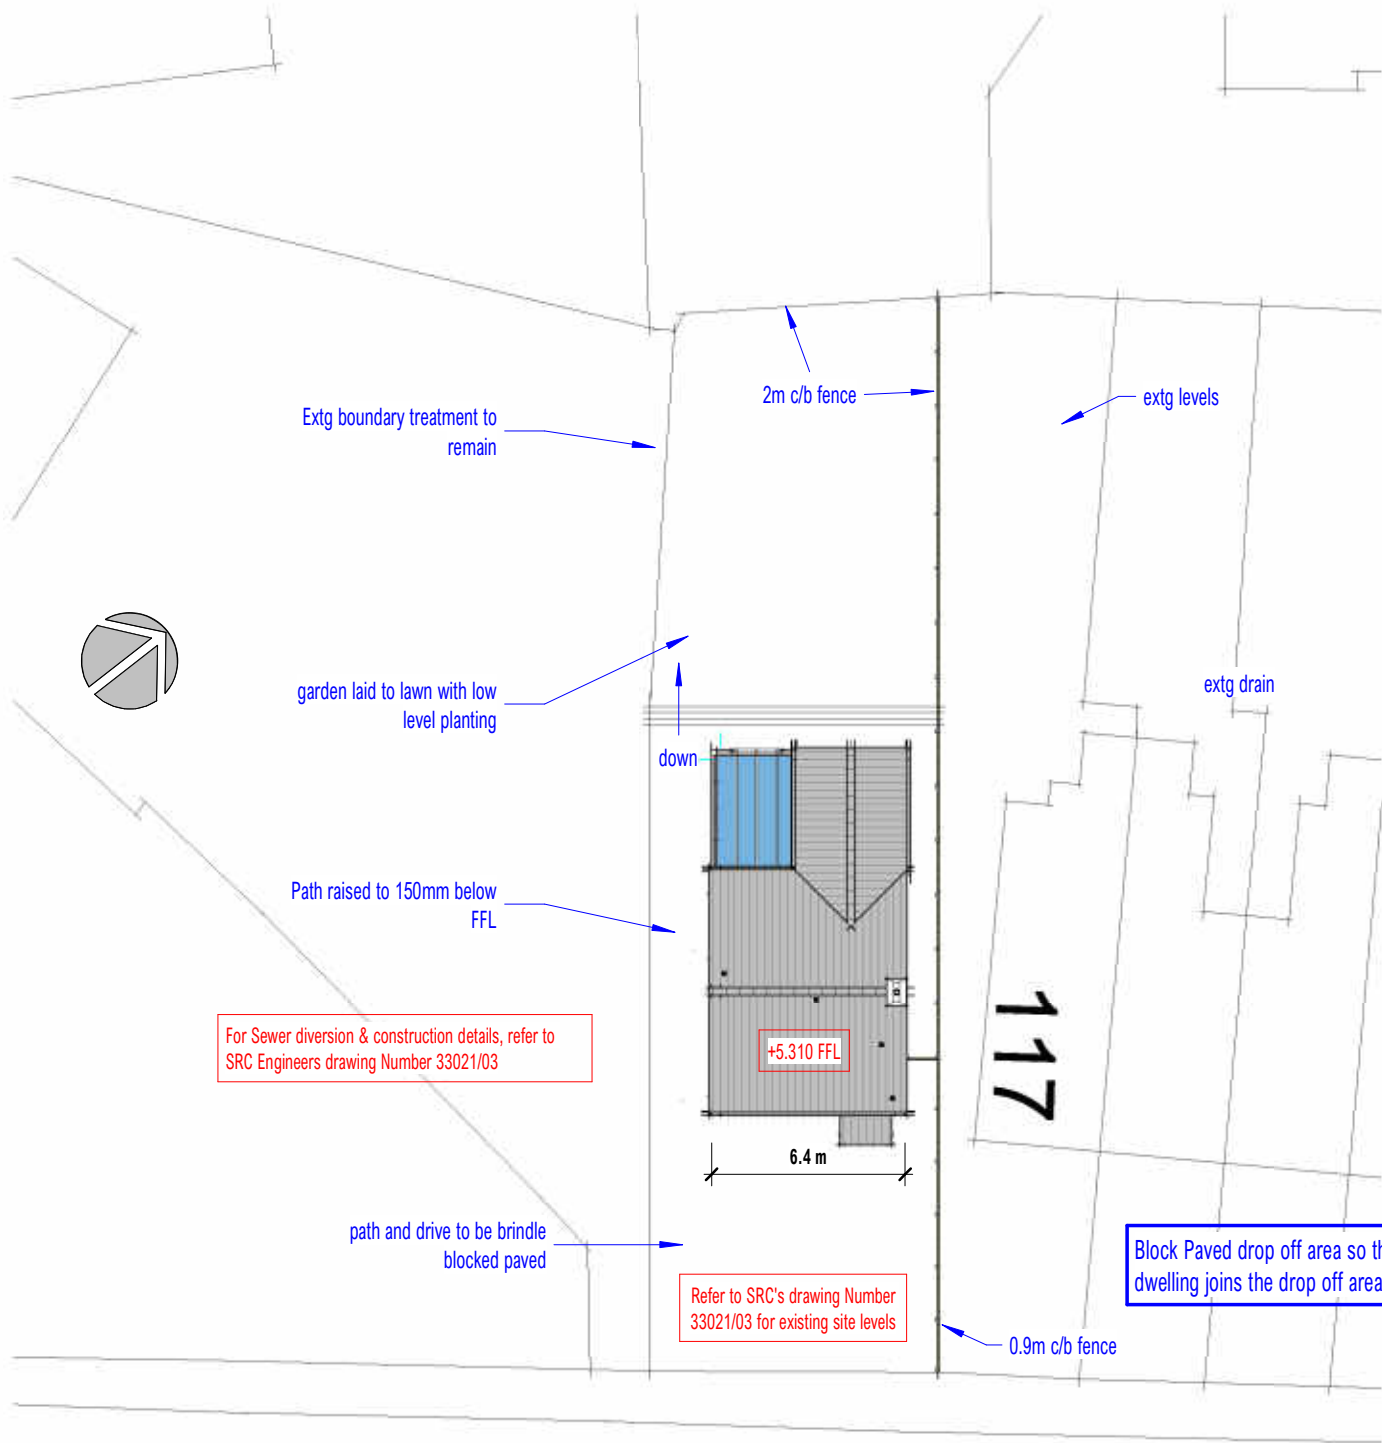 2m c/b fence
extg levels
Extg boundary treatment to
remain
extg drain
garden laid to lawn with low
level planting
down
Path raised to 150mm below
FFL
117
For Sewer diversion & construction details, refer to
SRC Engineers drawing Number 33021/03
+5.310 FFL
6.4 m
path and drive to be brindle
blocked paved
Block Paved drop off area so th
dwelling joins the drop off area
Refer to SRC's drawing Number
33021/03 for existing site levels
0.9m c/b fence